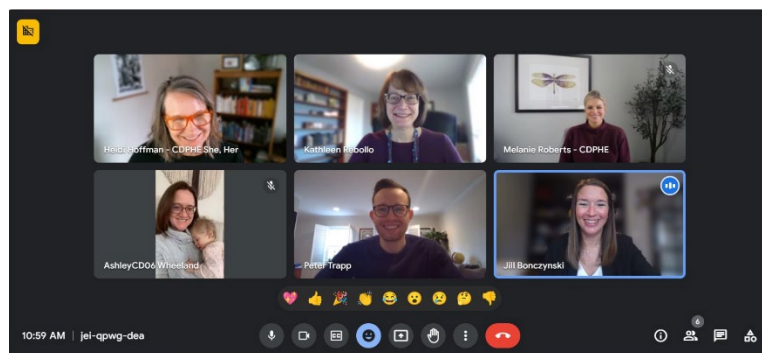 Heidi Hoffman - CDPHE She, Her
Kathleen Rebollo
Melanie Roberts - CDPHE
AshleyCD06 Wheeland
Peter Trapp
Jill Bonczynski
6
10:59 AM | jei-qpwg-dea
CC